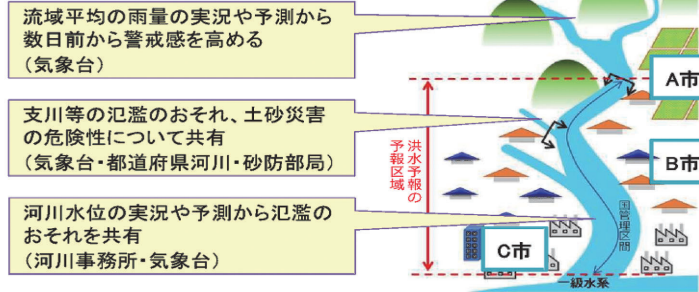 流域平均の雨量の実況や予測から
数日前から警戒感を高める
(気象台)
支川等の氾濫のおそれ、土砂災害
の危険性について共有
(気象台・都道府県河川・砂防部局)
河川水位の実況や予測から氾濫の
おそれを共有
(河川事務所・気象台)
洪水予報の
予報区域
A市
B市
国管理区間
C市
一級水系